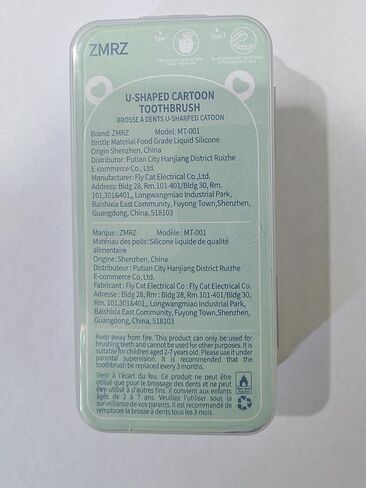 ZMRZ
U-SHAPED CARTOON
TOOTHBRUSH
BROSSE À DENTS U-SHARPED CATOON
Brand: ZMRZ Model: MT-001
Bristle Material Food Grade Liquid Silicone
Origin Shenzhen, China
Distributor: Putian City Hanjiang District Ruizhe
E-commerce Co., Ltd.
Manufacturer: Fly Cat Electrical Co.,Ltd.
Address: Bldg 28, Rm.101-401/Bldg 30, Rm.
101,301&401, Longwangmiao Industrial Park,
Baishixia East Community, Fuyong Town,Shenzhen,
Guangdong, China, 518103
Marque : ZMRZ Modèle : MT-001
Matériau des poils: Silicone liquide de qualité
alimentaire
Origine: Shenzhen, Chine
Distributeur : Putian City Hanjiang District Ruizhe
E-commerce Co., Ltd.
Fabricant : Fly Cat Electrical Co : Fly Cat Electrical Co.
Adresse : Bldg 28, Rm : Bldg 28, Rm.101-401/Bldg 30, Rm.
101,301&401, Longwangmiao Industrial Park,
Baishixia East Community, Fuyong Town, Shenzhen,
Guangdong, China, 518103
Keep away from fire. This product can only be used for
brushing teeth and cannot be used for other purposes. It is
suitable for children aged 2-7 years old. Please use it under
parental supervision. It is recommended that the
toothbrush be replaced every 3 months.
Tenir à l'écart du feu. Ce produit ne peut être
utilisé que pour le brossage des dents et ne peut
être utilisé à d'autres fins. Il convient aux enfants
âgés de 2 à 7 ans. Veuillez l'utiliser sous la
surveillance de vos parents. Il est recommandé de
remplacer la brosse à dents tous les 3 mois.